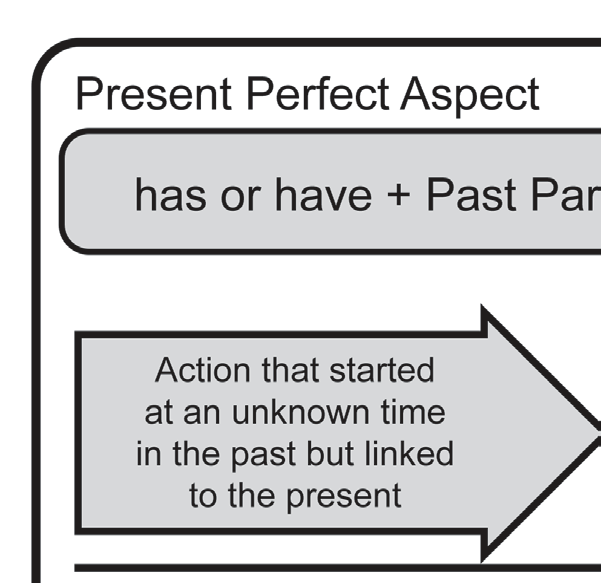 Present Perfect Aspect
has or have + Past Par
Action that started
at an unknown time
in the past but linked
to the present